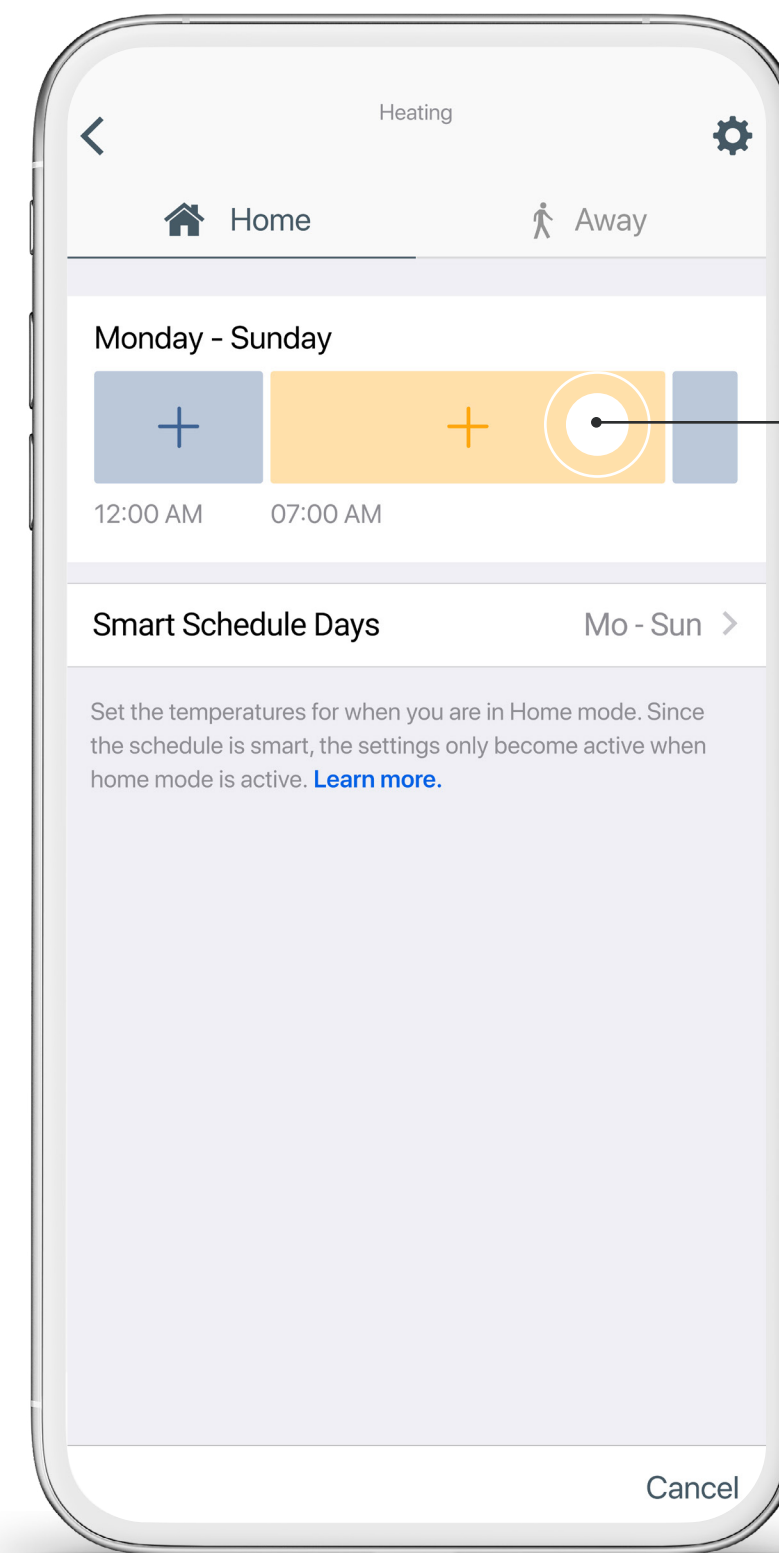 Heating
Home
Away
Monday - Sunday
12:00 AM
07:00 AM
Smart Schedule Days
Mo - Sun
Set the temperatures for when you are in Home mode. Since
the schedule is smart, the settings only become active when
home mode is active. Learn more.
Cancel